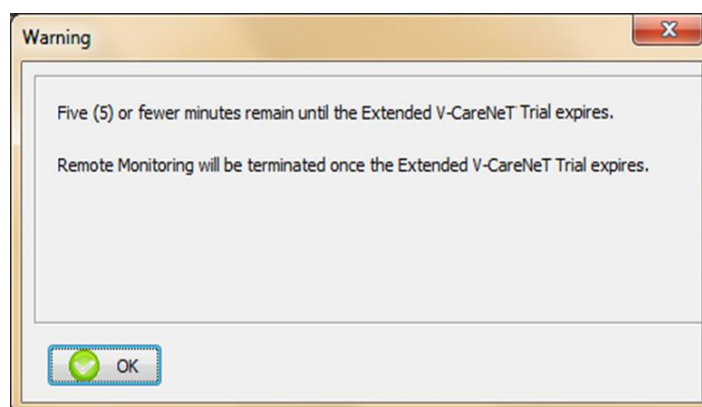 Warning
Five (5) or fewer minutes remain until the Extended V-CareNeT Trial expires.
Remote Monitoring will be terminated once the Extended V-CareNeT Trial expires.
OK